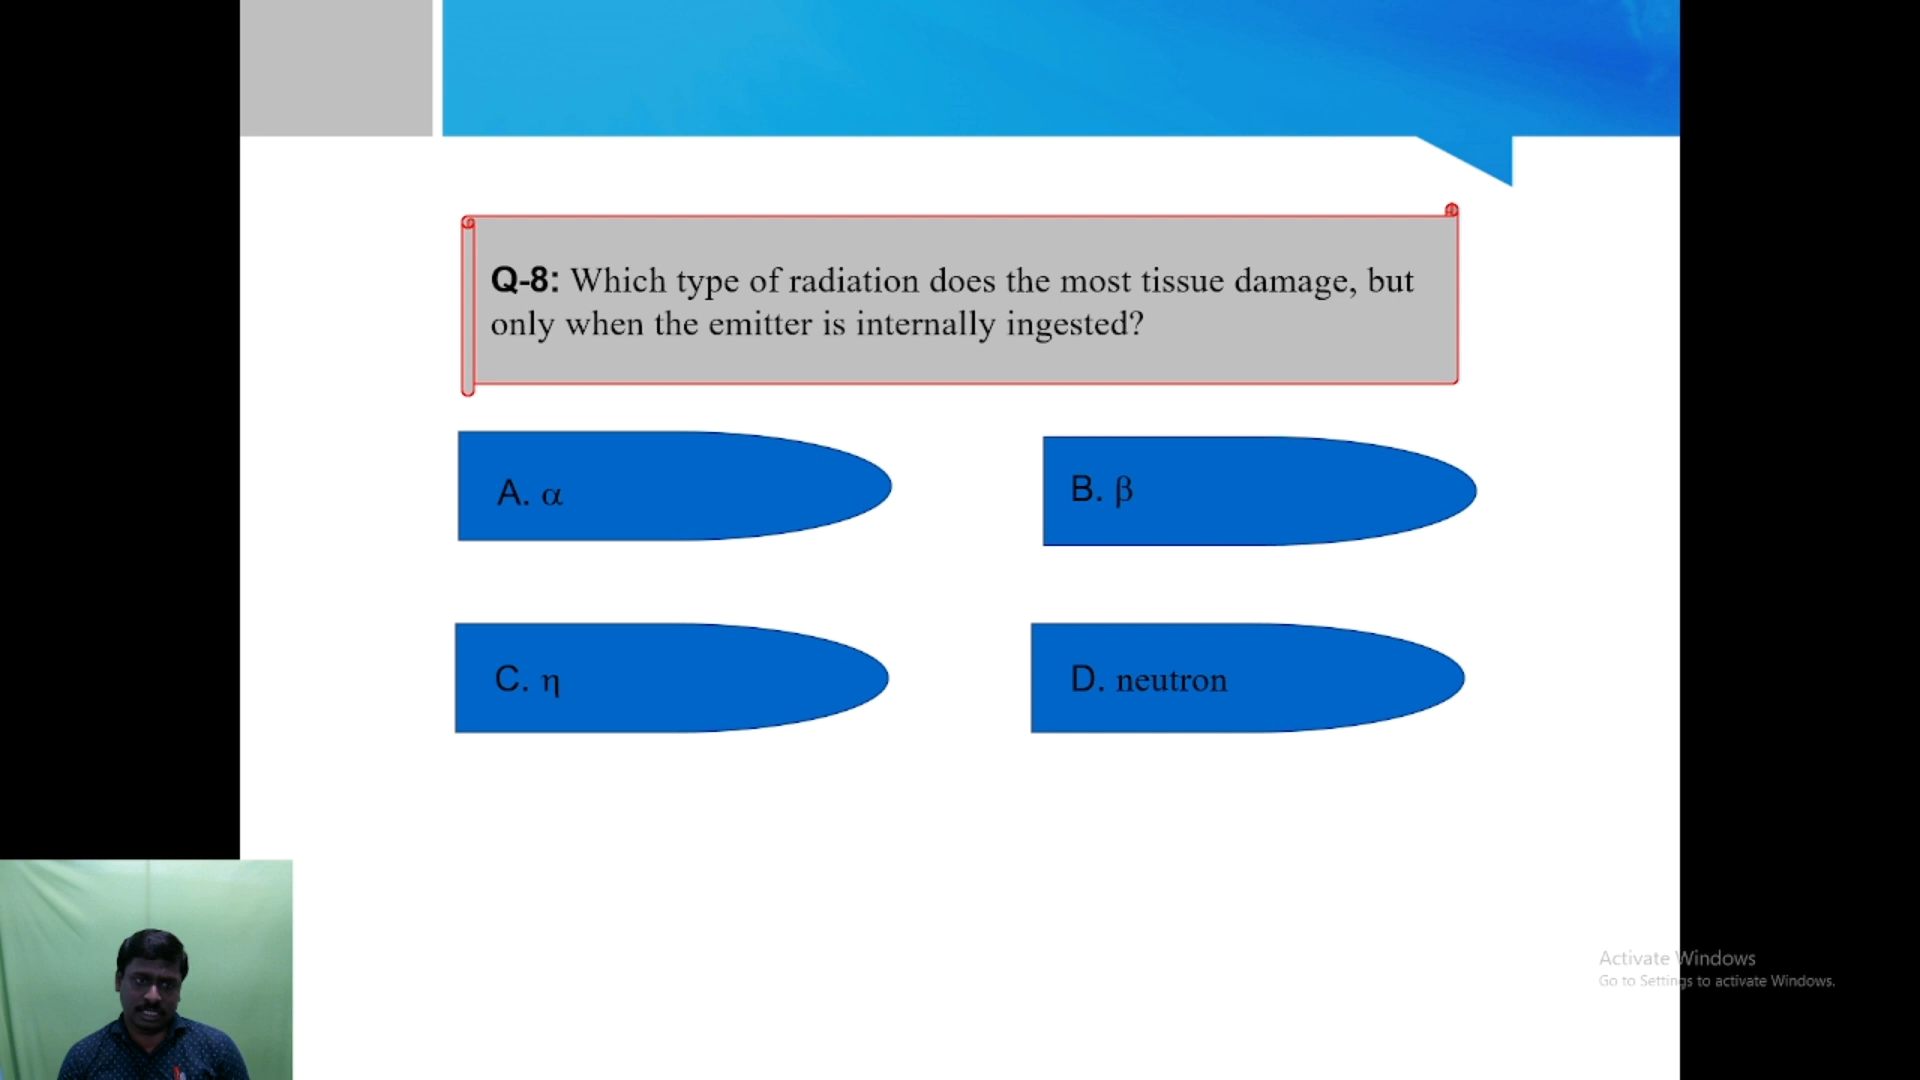 Q-8: Which type of radiation does the most tissue damage, but
only when the emitter is internally ingested?
A. α
B. β
C. η
D. neutron
Activate Windows
Go to Settings to activate Windows.